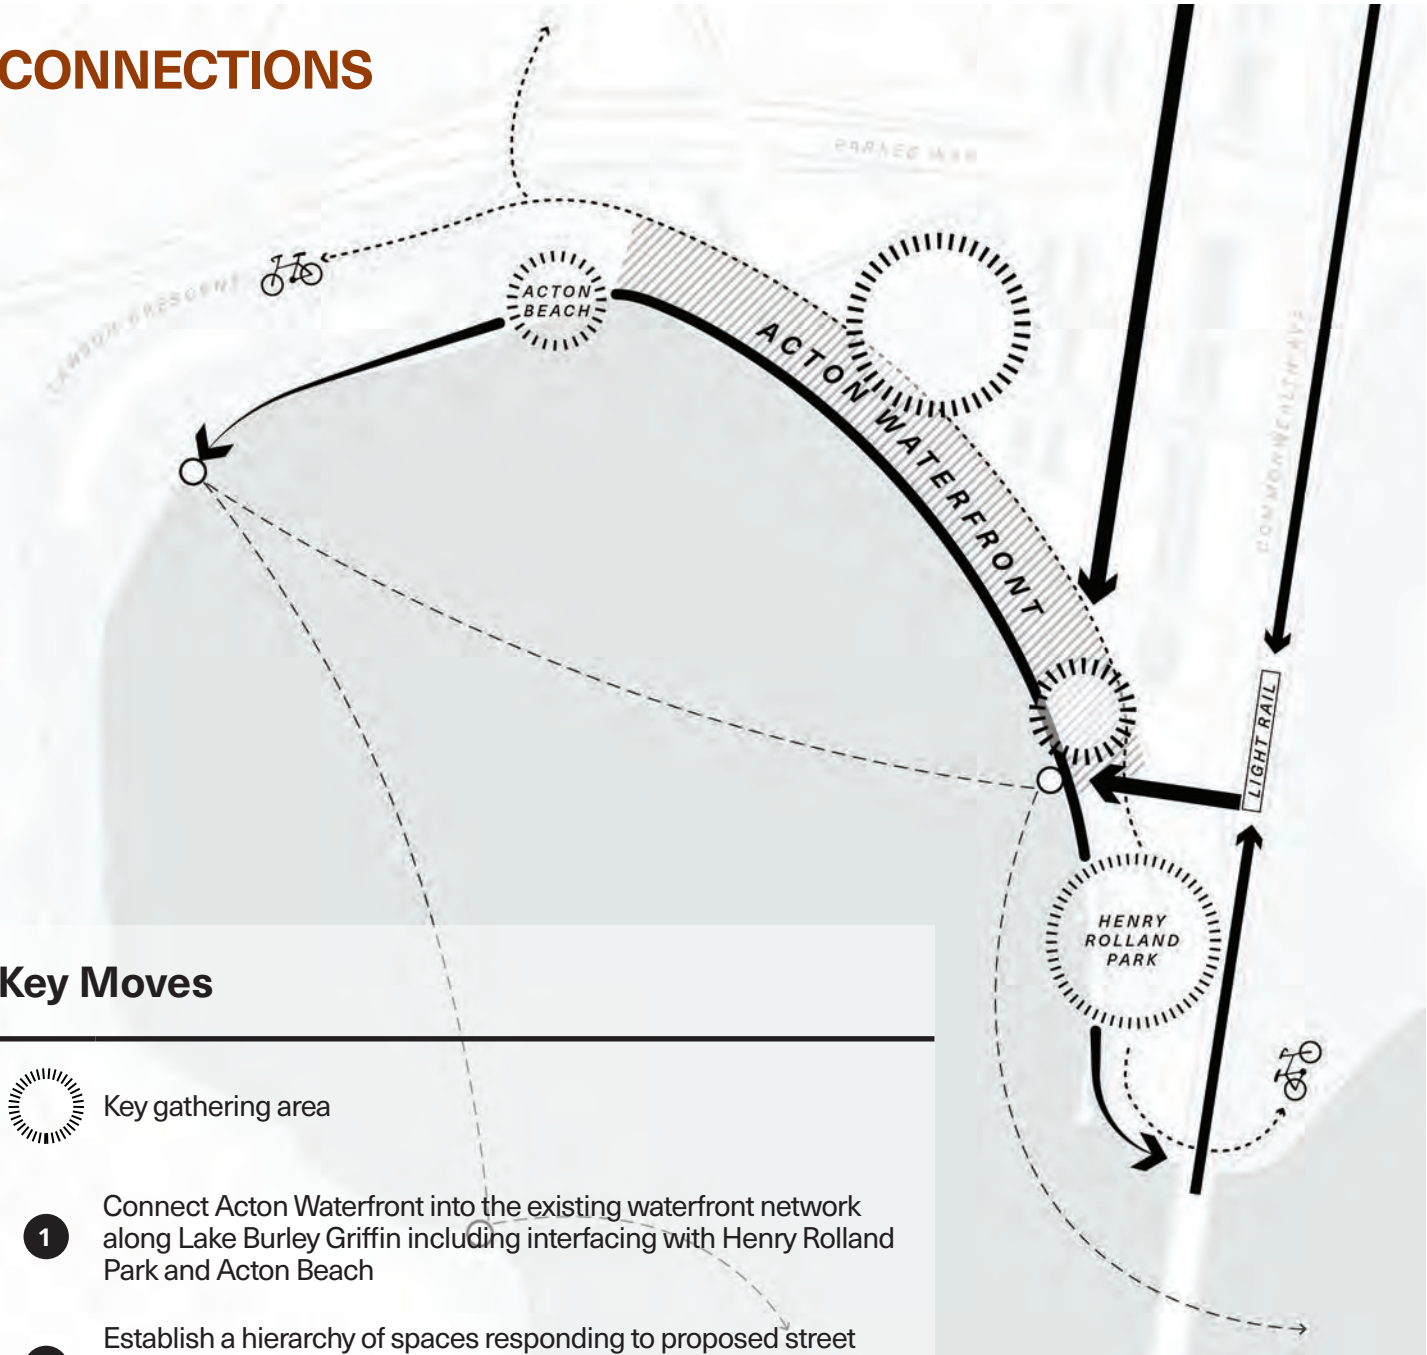 CONNECTIONS
PARKES WAY
LAWSON CRESCENT
ACTON
BEACH
ACTON WATERFRONT
COMMONWEALTH AVE
LIGHT RAIL
HENRY
ROLLAND
PARK
Key Moves
Key gathering area
1
Connect Acton Waterfront into the existing waterfront network
along Lake Burley Griffin including interfacing with Henry Rolland
Park and Acton Beach
Establish a hierarchy of spaces responding to proposed street